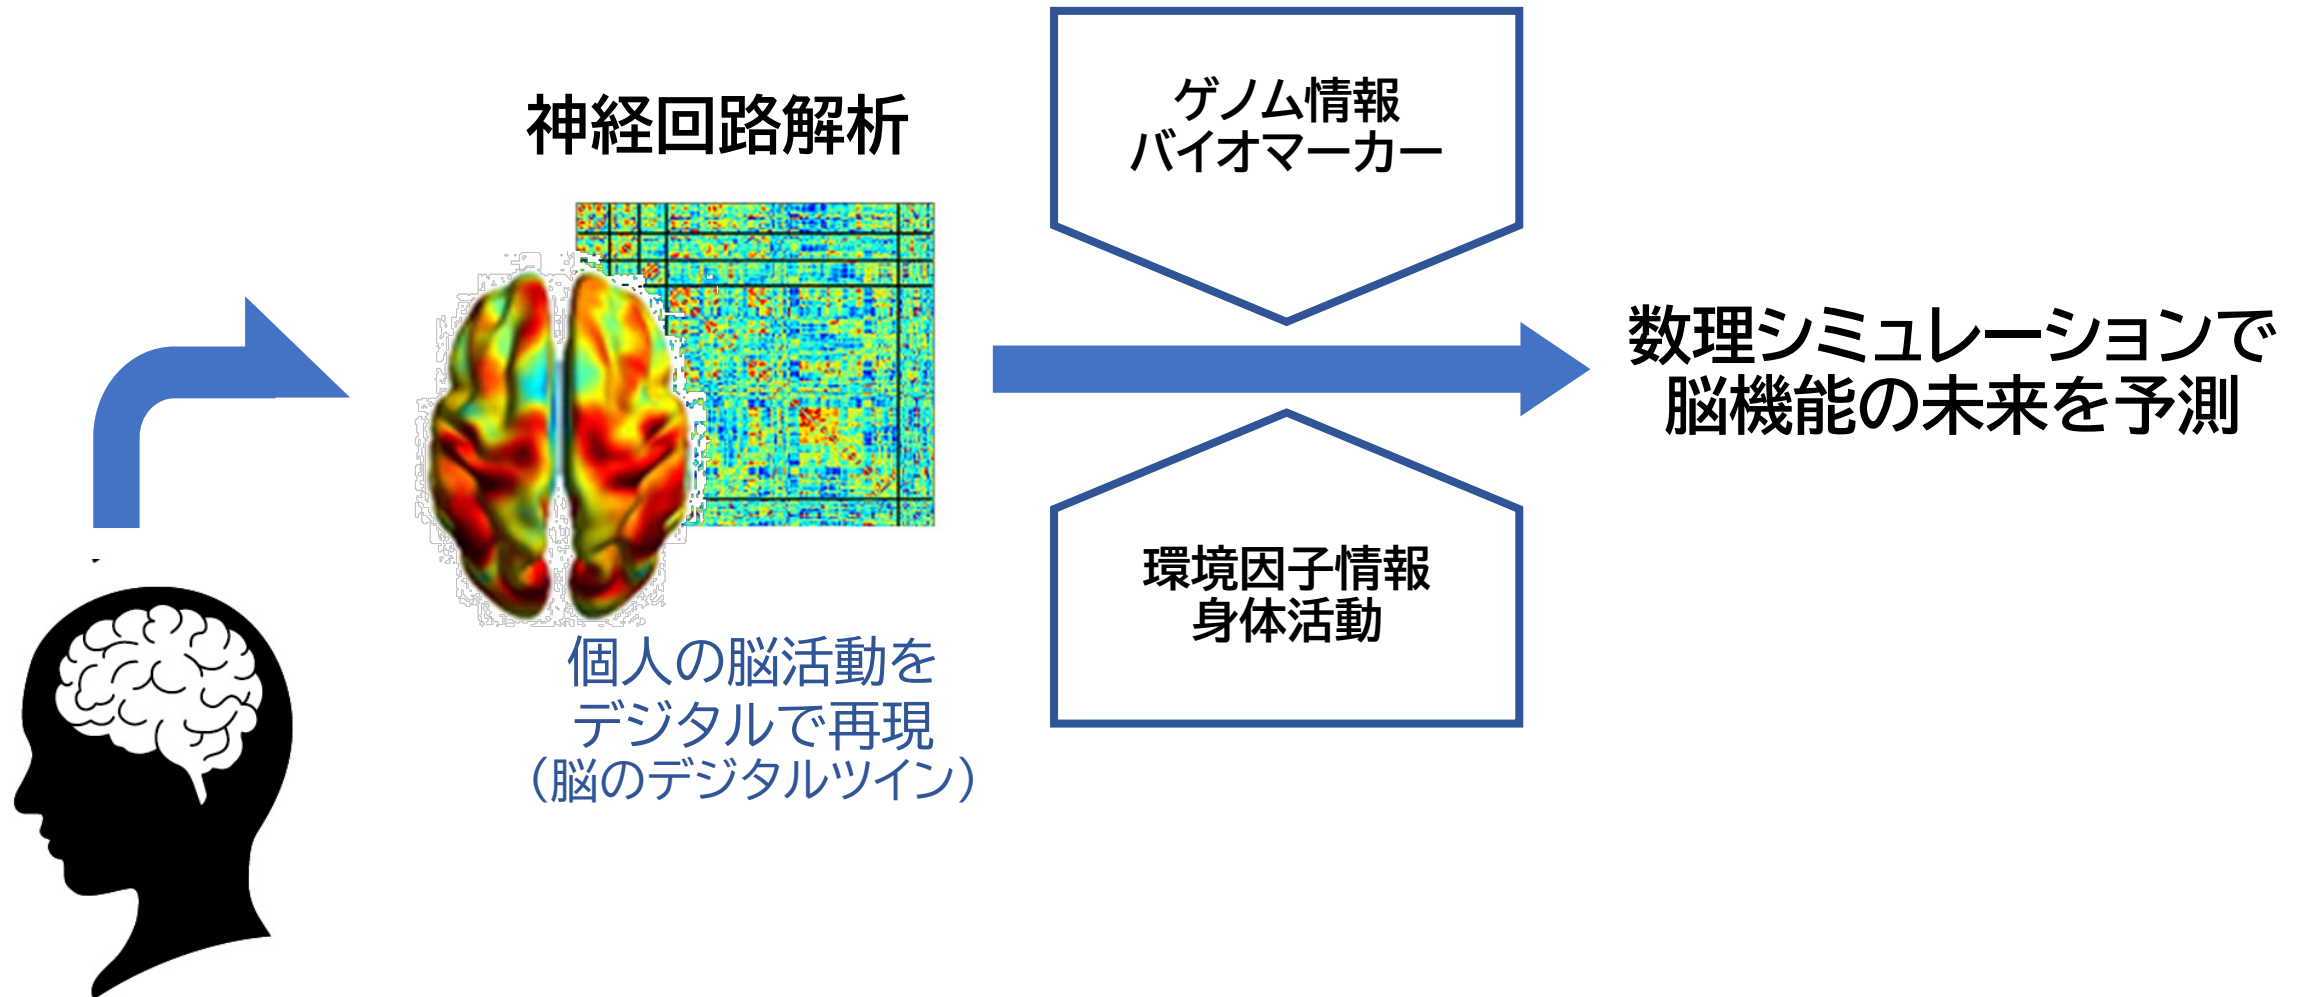 神経回路解析
個人の脳活動を
デジタルで再現
（脳のデジタルツイン）
ゲノム情報
バイオマーカー
環境因子情報
身体活動
数理シミュレーションで
脳機能の未来を予測